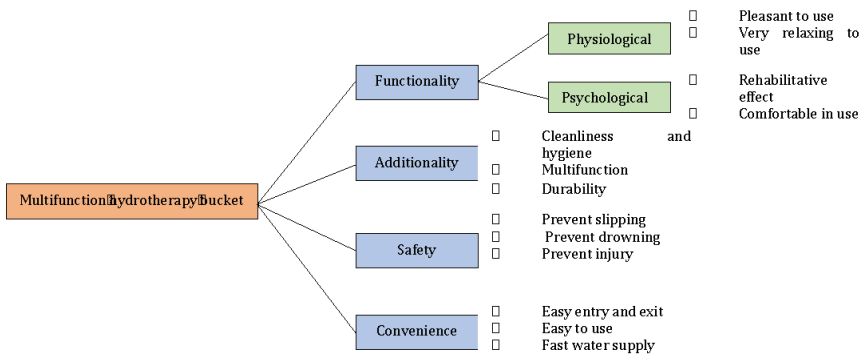 Multifunction hydrotherapy bucket
Functionality
Physiological
Pleasant to use
Very relaxing to
use
Psychological
Rehabilitative
effect
Comfortable in use
Additionality
Cleanliness and
hygiene
Multifunction
Durability
Safety
Prevent slipping
Prevent drowning
Prevent injury
Convenience
Easy entry and exit
Easy to use
Fast water supply